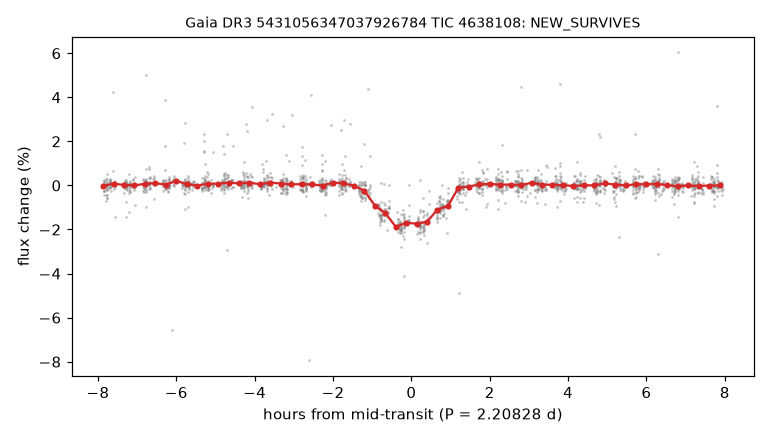 Gaia DR3 5431056347037926784 TIC 4638108: NEW_SURVIVES
flux change (%)
6
4
2
0
−2
−4
−6
−8
−8 −6 −4 −2 0 2 4 6 8
hours from mid-transit (P = 2.20828 d)